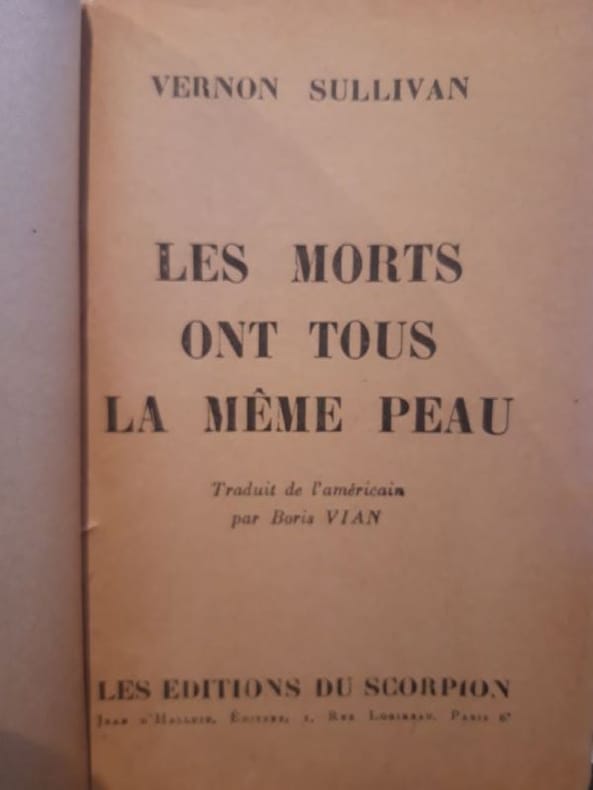 VERNON SULLIVAN
LES MORTS
ONT TOUS
LA MÊME PEAU
Traduit de l'américain
par Boris VIAN
LES EDITIONS DU SCORPION
JEAN D'HALLUIN, ÉDITEUR, 1, RUE LOBINEAU, PARIS 6ᵉ